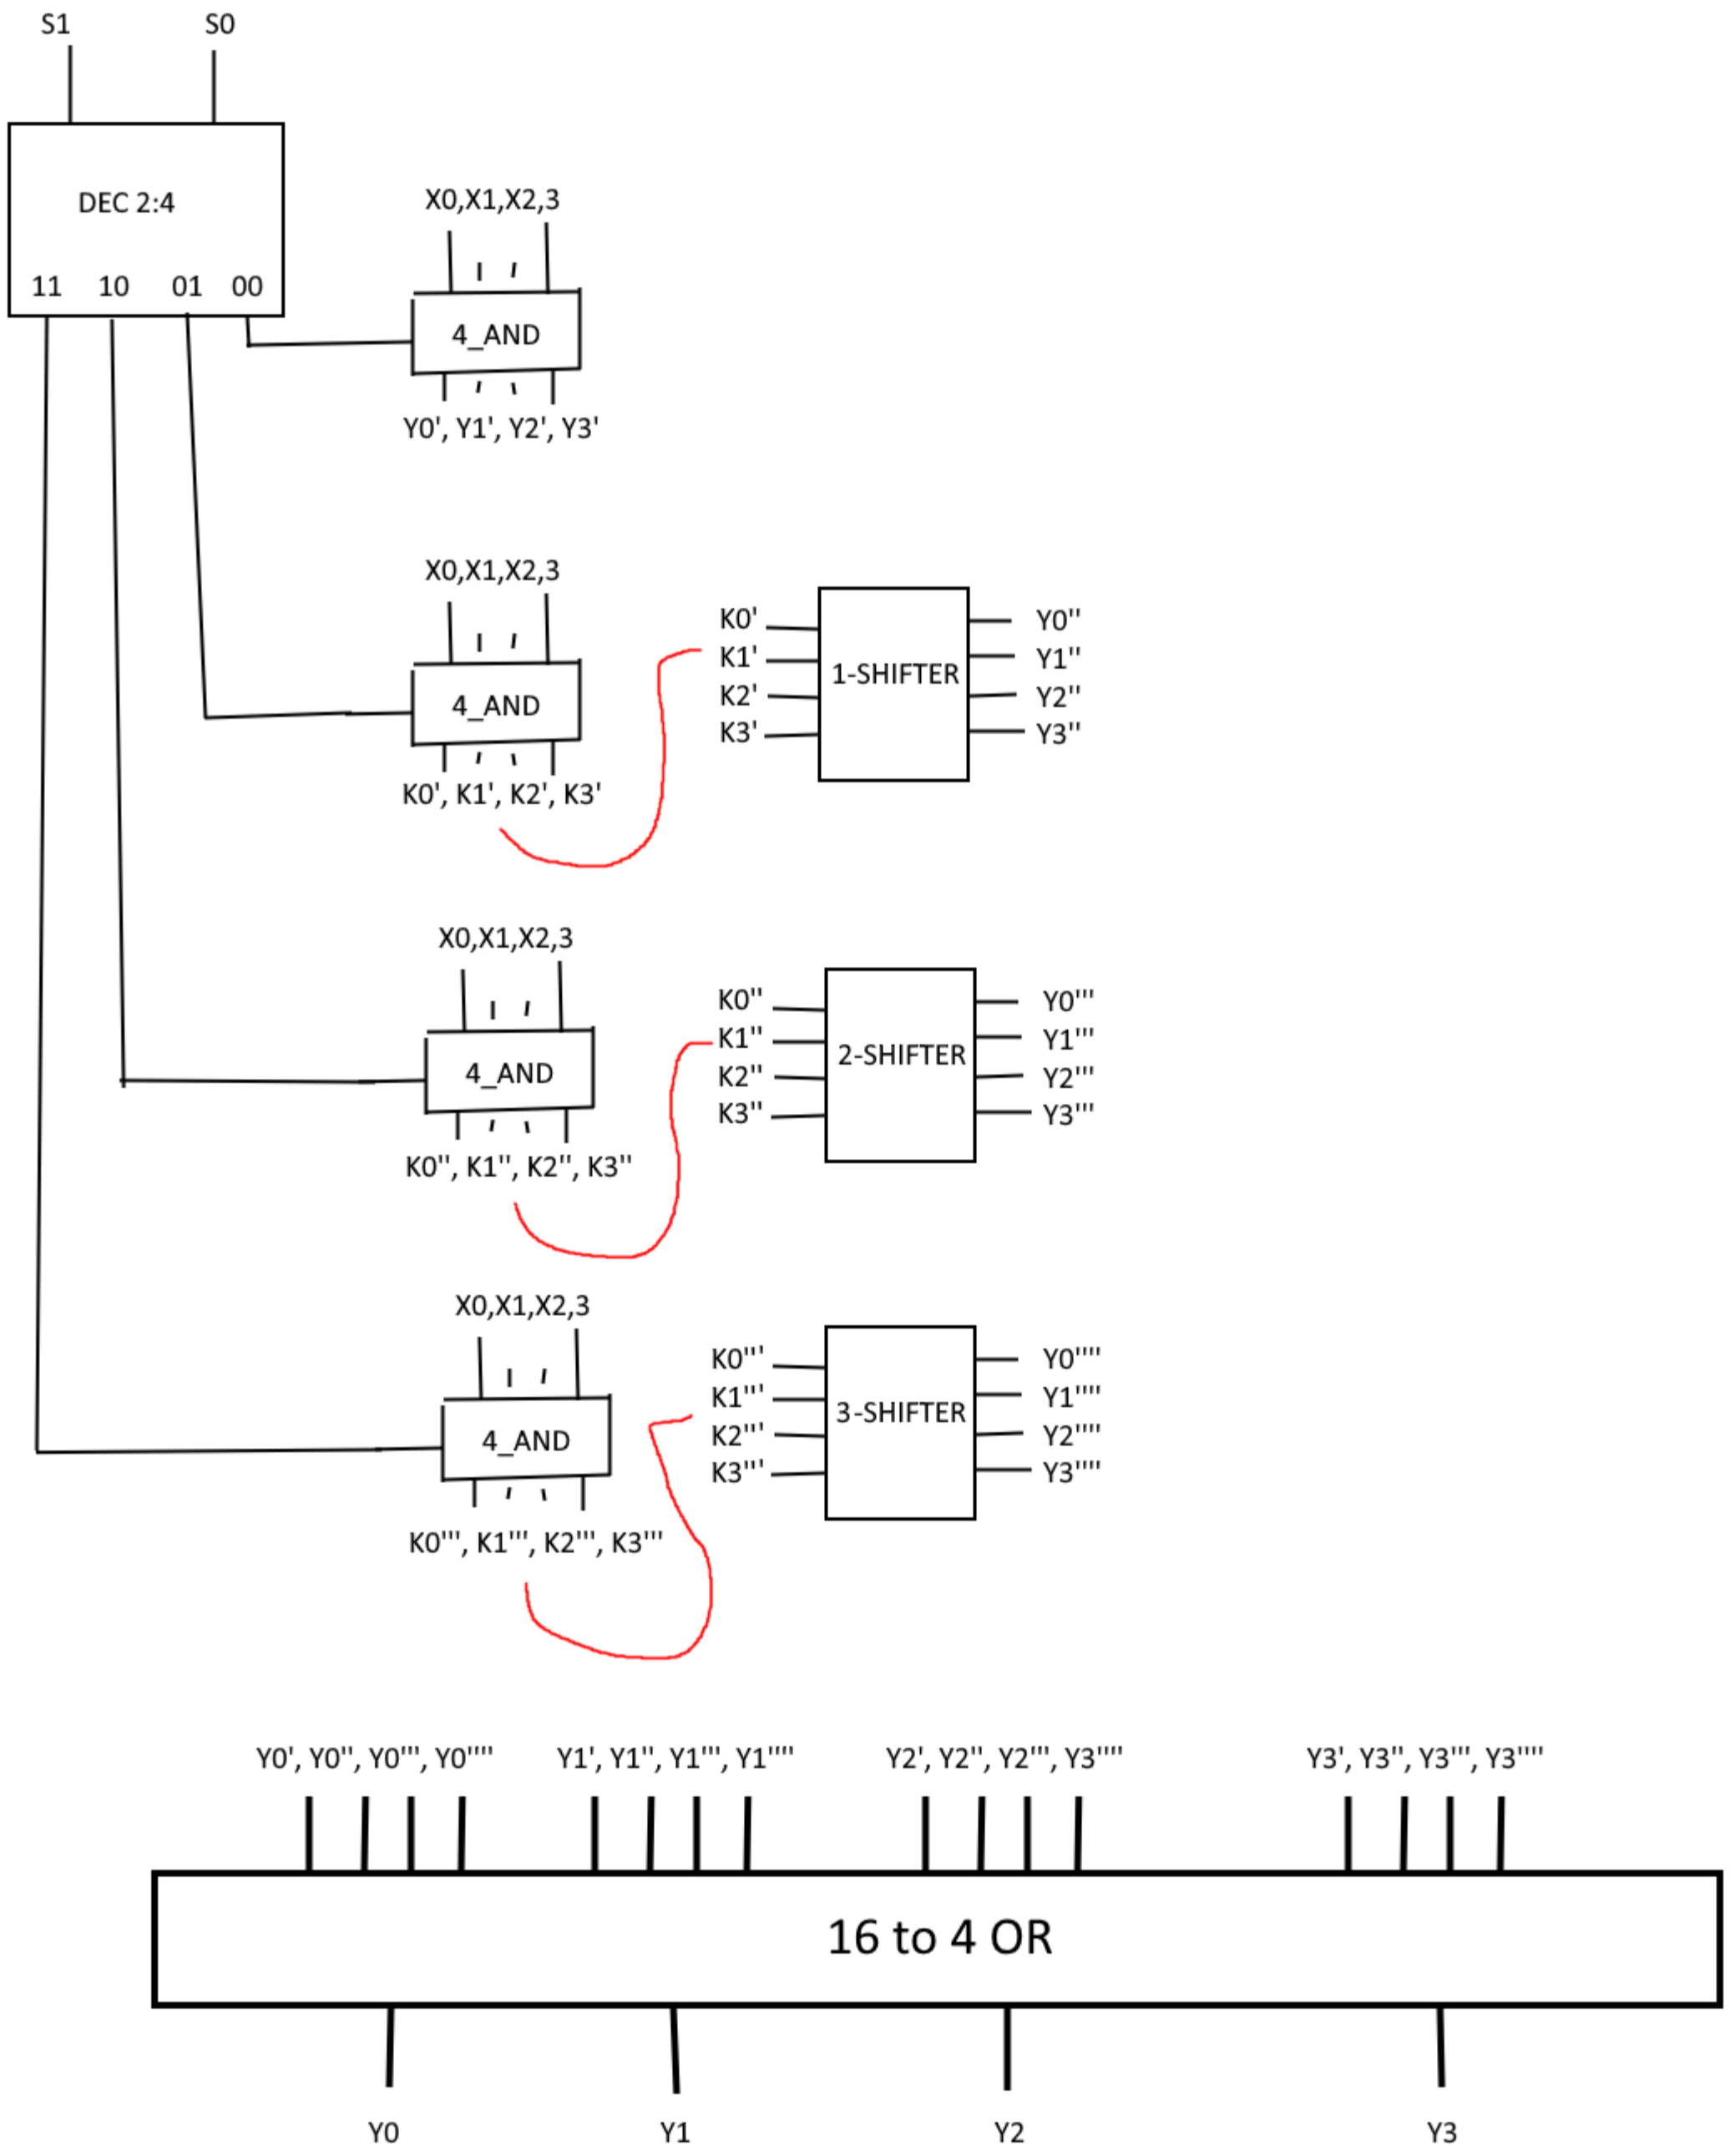 S1 S0
DEC 2:4
11 10 01 00
X0,X1,X2,3
4_AND
Y0', Y1', Y2', Y3'
X0,X1,X2,3
4_AND
K0', K1', K2', K3'
K0'
K1'
K2'
K3'
1-SHIFTER
Y0''
Y1''
Y2''
Y3''
X0,X1,X2,3
4_AND
K0'', K1'', K2'', K3''
K0''
K1''
K2''
K3''
2-SHIFTER
Y0'''
Y1'''
Y2'''
Y3'''
X0,X1,X2,3
4_AND
K0''', K1''', K2''', K3'''
K0'''
K1'''
K2'''
K3'''
3-SHIFTER
Y0''''
Y1''''
Y2''''
Y3''''
Y0', Y0'', Y0''', Y0'''' Y1', Y1'', Y1''', Y1'''' Y2', Y2'', Y2''', Y3'''' Y3', Y3'', Y3''', Y3''''
16 to 4 OR
Y0 Y1 Y2 Y3